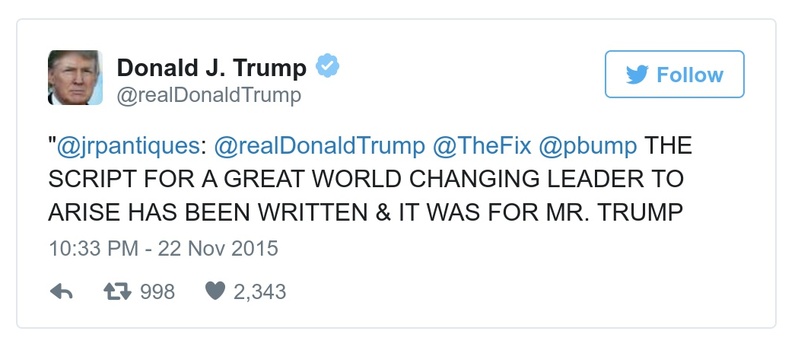 Donald J. Trump
@realDonaldTrump
Follow
"@jrpantiques: @realDonaldTrump @TheFix @pbump THE
SCRIPT FOR A GREAT WORLD CHANGING LEADER TO
ARISE HAS BEEN WRITTEN & IT WAS FOR MR. TRUMP
10:33 PM - 22 Nov 2015
998 2,343